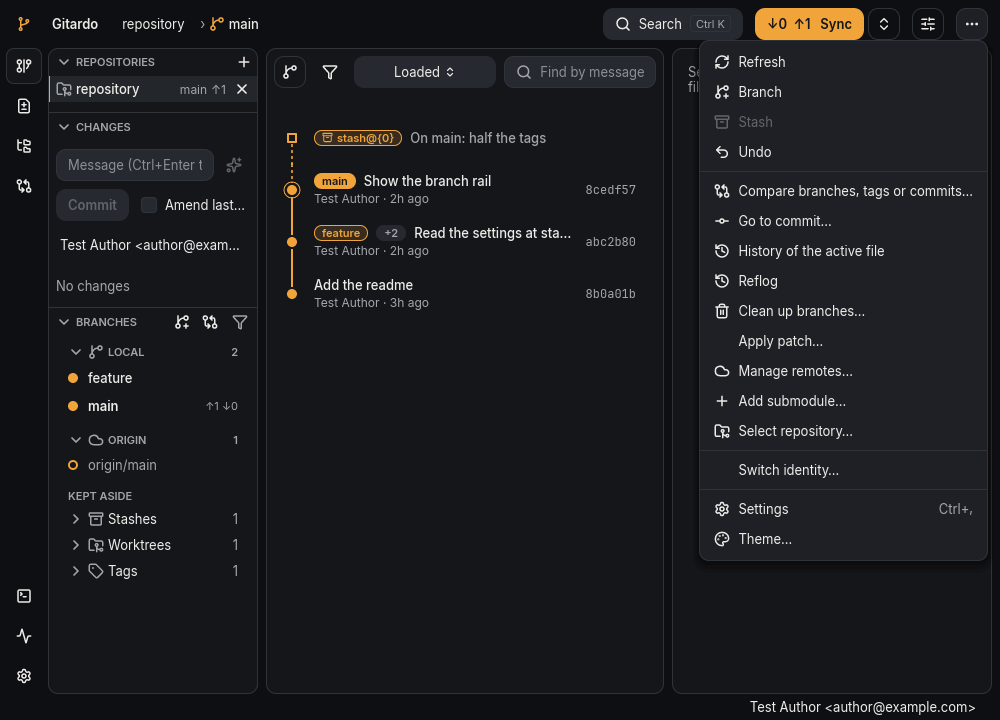 Gitardo repository › main Search Ctrl K ↓0 ↑1 Sync
REPOSITORIES
repository main ↑1
CHANGES
Message (Ctrl+Enter t
Commit Amend last...
Test Author <author@exam...
No changes
BRANCHES
LOCAL 2
feature
main ↑1 ↓0
ORIGIN 1
origin/main
KEPT ASIDE
Stashes 1
Worktrees 1
Tags 1
Loaded Find by message
stash@{0} On main: half the tags
main Show the branch rail
Test Author · 2h ago 8cedf57
feature +2 Read the settings at sta...
Test Author · 2h ago abc2b80
Add the readme
Test Author · 3h ago 8b0a01b
Refresh
Branch
Stash
Undo
Compare branches, tags or commits...
Go to commit...
History of the active file
Reflog
Clean up branches...
Apply patch...
Manage remotes...
Add submodule...
Select repository...
Switch identity...
Settings Ctrl+,
Theme...
Test Author <author@example.com>